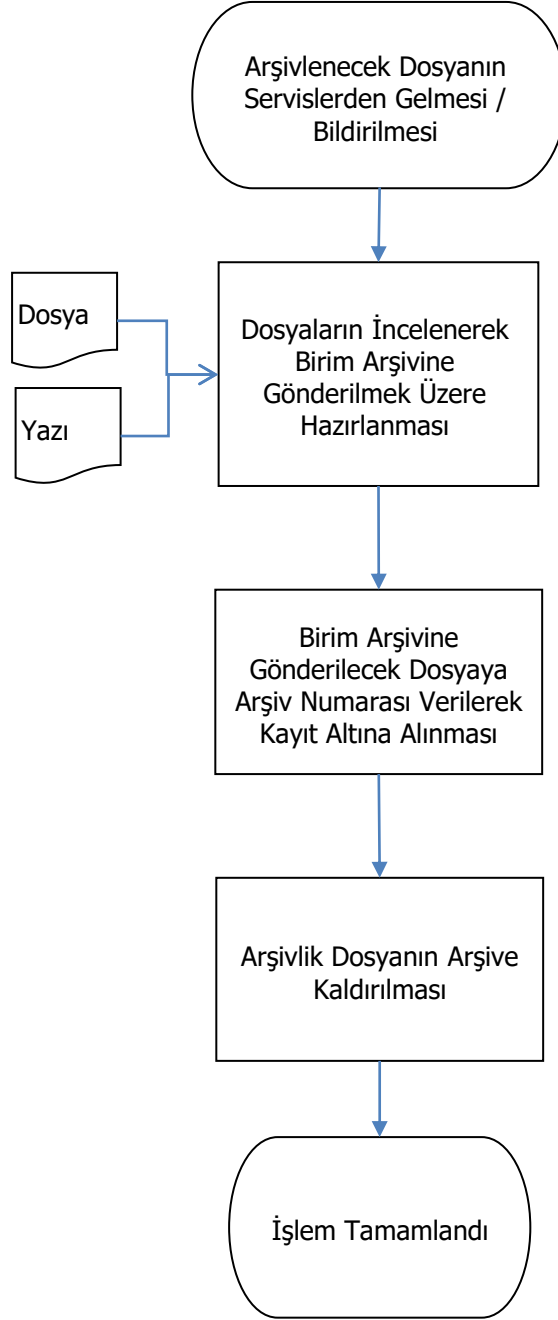 Arşivlenecek Dosyanın
Servislerden Gelmesi /
Bildirilmesi
Dosya
Yazı
Dosyaların İncelenerek
Birim Arşivine
Gönderilmek Üzere
Hazırlanması
Birim Arşivine
Gönderilecek Dosyaya
Arşiv Numarası Verilerek
Kayıt Altına Alınması
Arşivlik Dosyanın Arşive
Kaldırılması
İşlem Tamamlandı